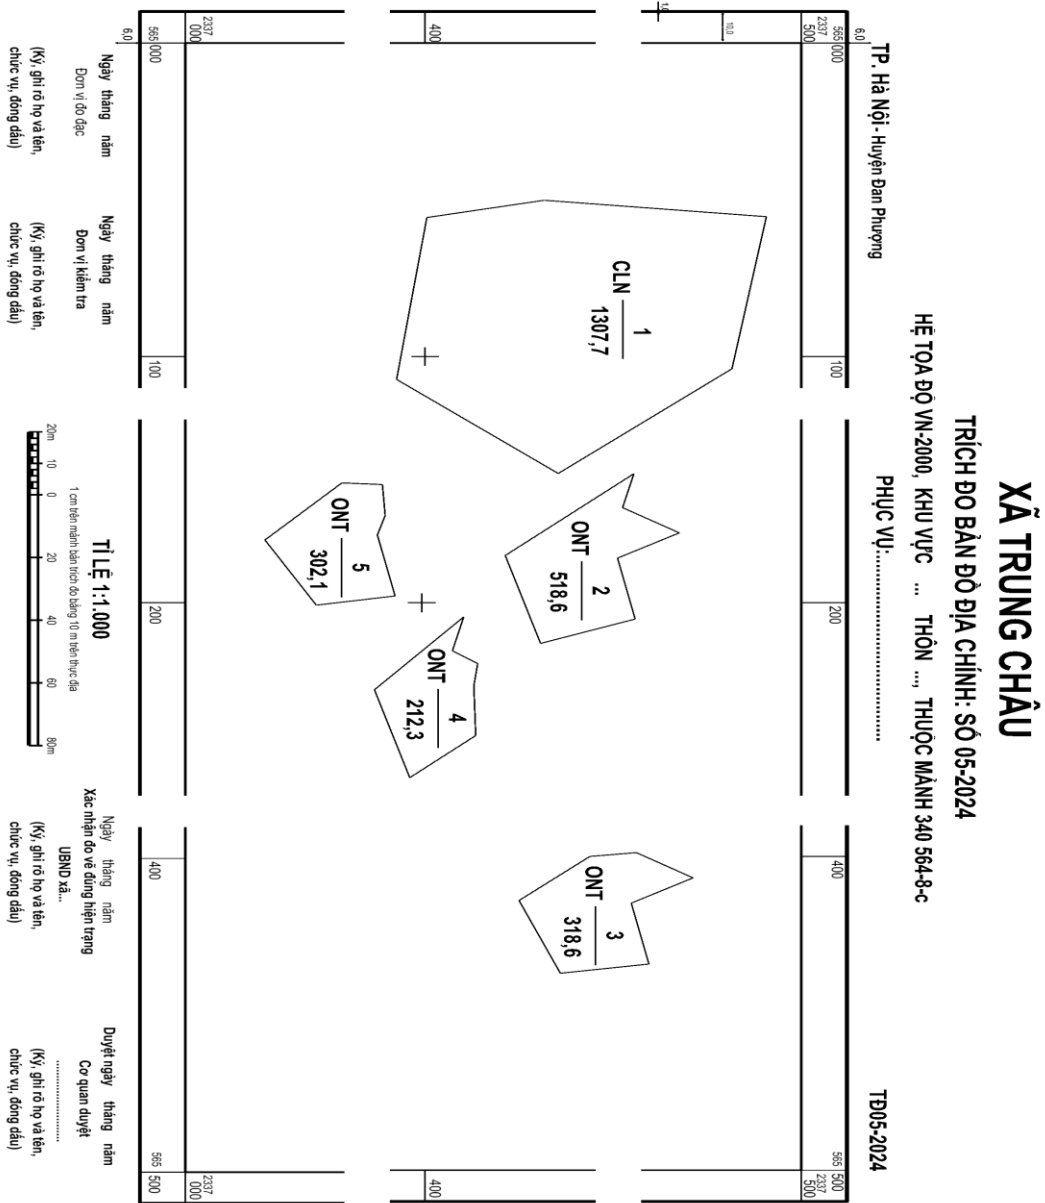 XÃ TRUNG CHÂU
TRÍCH ĐO BẢN ĐỒ ĐỊA CHÍNH: SỐ 05-2024
HỆ TỌA ĐỘ VN-2000, KHU VỰC ... THÔN ..., THUỘC MẢNH 340 564-8-c
PHỤC VỤ:................................
TP. Hà Nội - Huyện Đan Phượng
TĐ05-2024
6,0
565 000
100
200
400
565 500
2337 500
2337 500
10,0
1,0
CLN 1 1307,7
ONT 2 518,6
ONT 3 318,6
400
400
ONT 4 212,3
ONT 5 302,1
2337 000
2337 000
565 000
100
200
400
565 500
6,0
Ngày tháng năm
Đơn vị đo đạc
(Ký, ghi rõ họ và tên,
chức vụ, đóng dấu)
Ngày tháng năm
Đơn vị kiểm tra
(Ký, ghi rõ họ và tên,
chức vụ, đóng dấu)
TỈ LỆ 1:1.000
1 cm trên mảnh bản trích đo bằng 10 m trên thực địa
20m 10 0 20 40 60 80m
Ngày tháng năm
Xác nhận đo vẽ đúng hiện trạng
UBND xã...
(Ký, ghi rõ họ và tên,
chức vụ, đóng dấu)
Duyệt ngày tháng năm
Cơ quan duyệt
......................
(Ký, ghi rõ họ và tên,
chức vụ, đóng dấu)